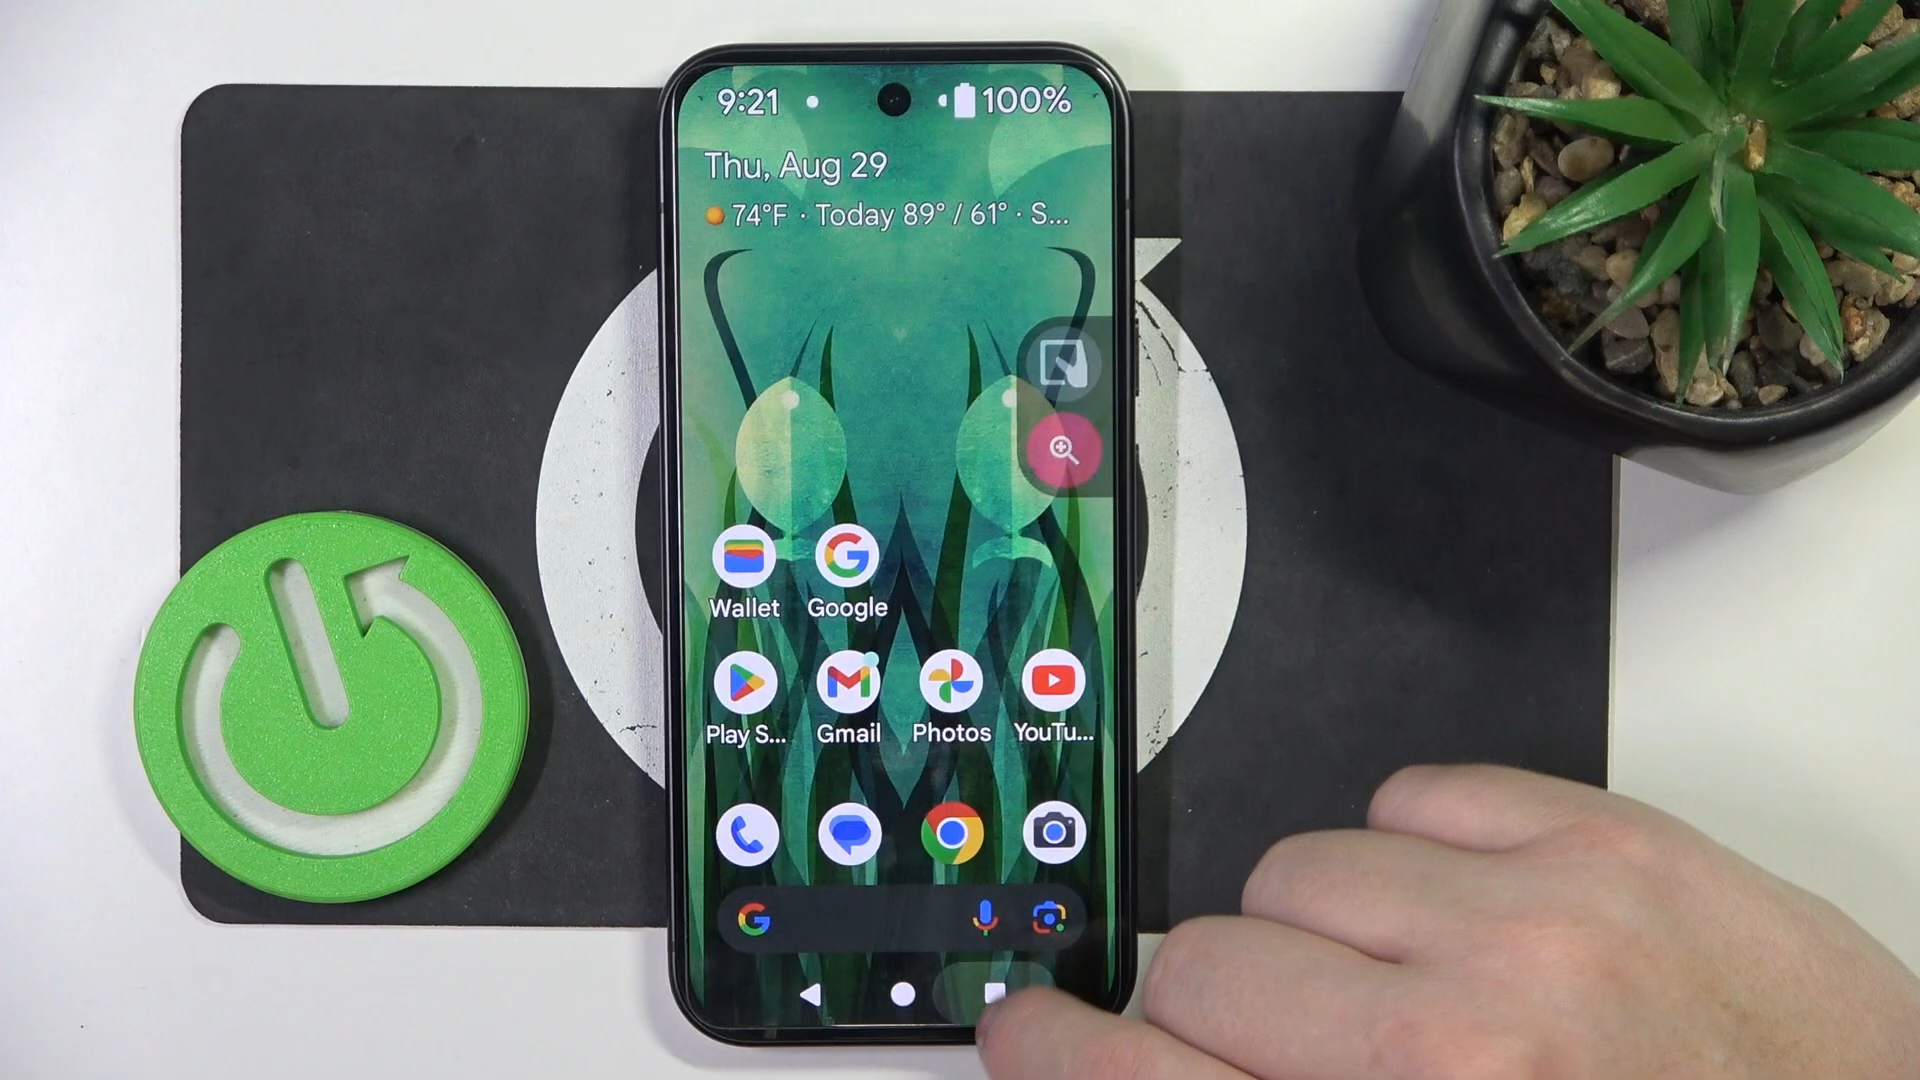 9:21 100%
Thu, Aug 29
74°F · Today 89° / 61° · S...
Wallet Google
Play S... Gmail Photos YouTu...